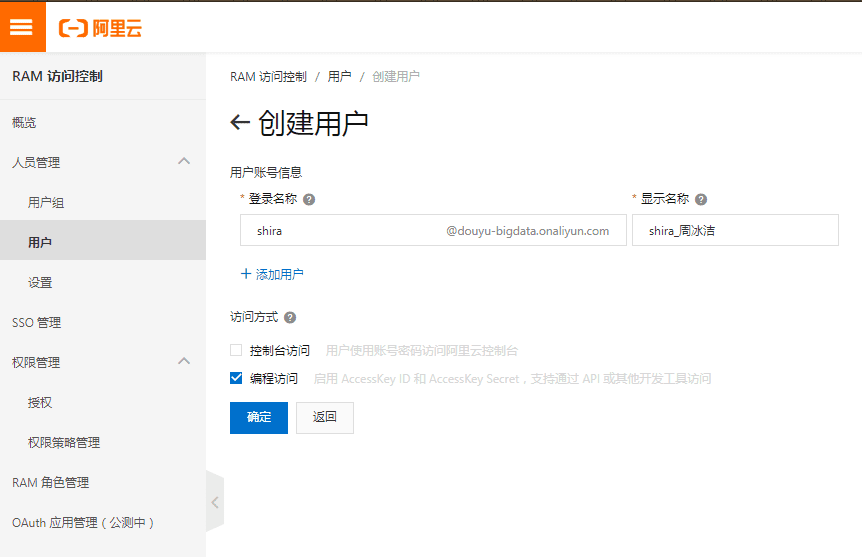 阿里云
RAM 访问控制
概览
人员管理
用户组
用户
设置
SSO 管理
权限管理
授权
权限策略管理
RAM 角色管理
OAuth 应用管理（公测中）
RAM 访问控制 / 用户 / 创建用户
← 创建用户
用户账号信息
* 登录名称 ? * 显示名称 ?
shira @douyu-bigdata.onaliyun.com shira_周冰洁
+ 添加用户
访问方式 ?
控制台访问 用户使用账号密码访问阿里云控制台
编程访问 启用 AccessKey ID 和 AccessKey Secret，支持通过 API 或其他开发工具访问
确定 返回